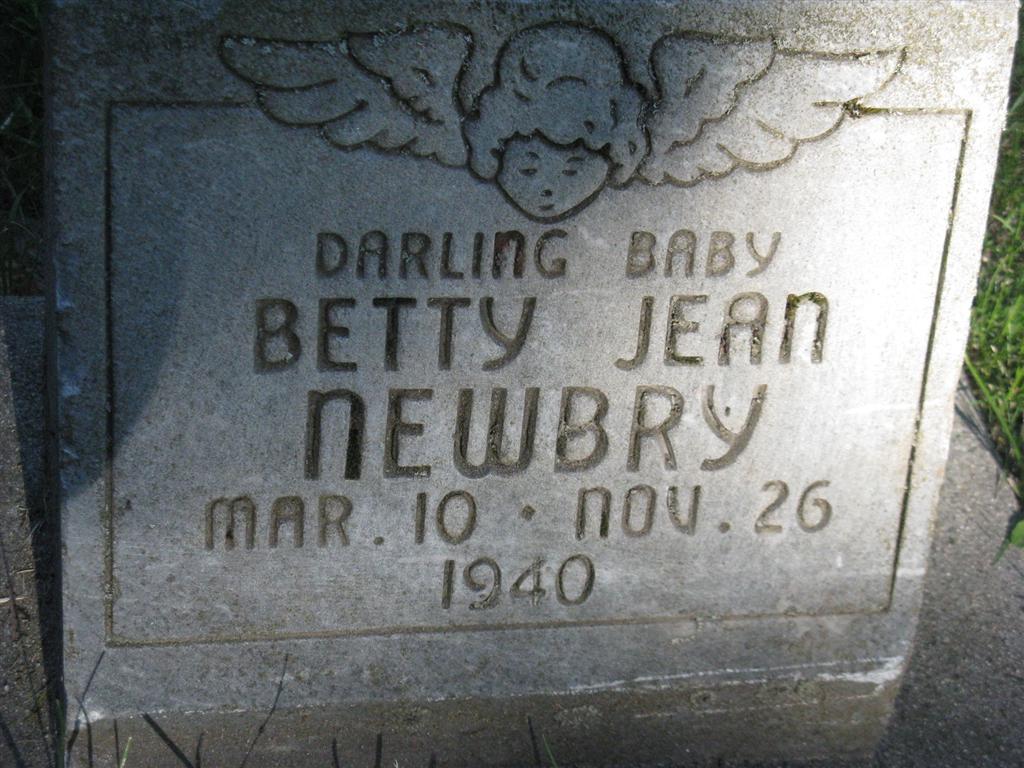 DARLING BABY
BETTY JEAN
NEWBRY
MAR. 10 · NOV. 26
1940